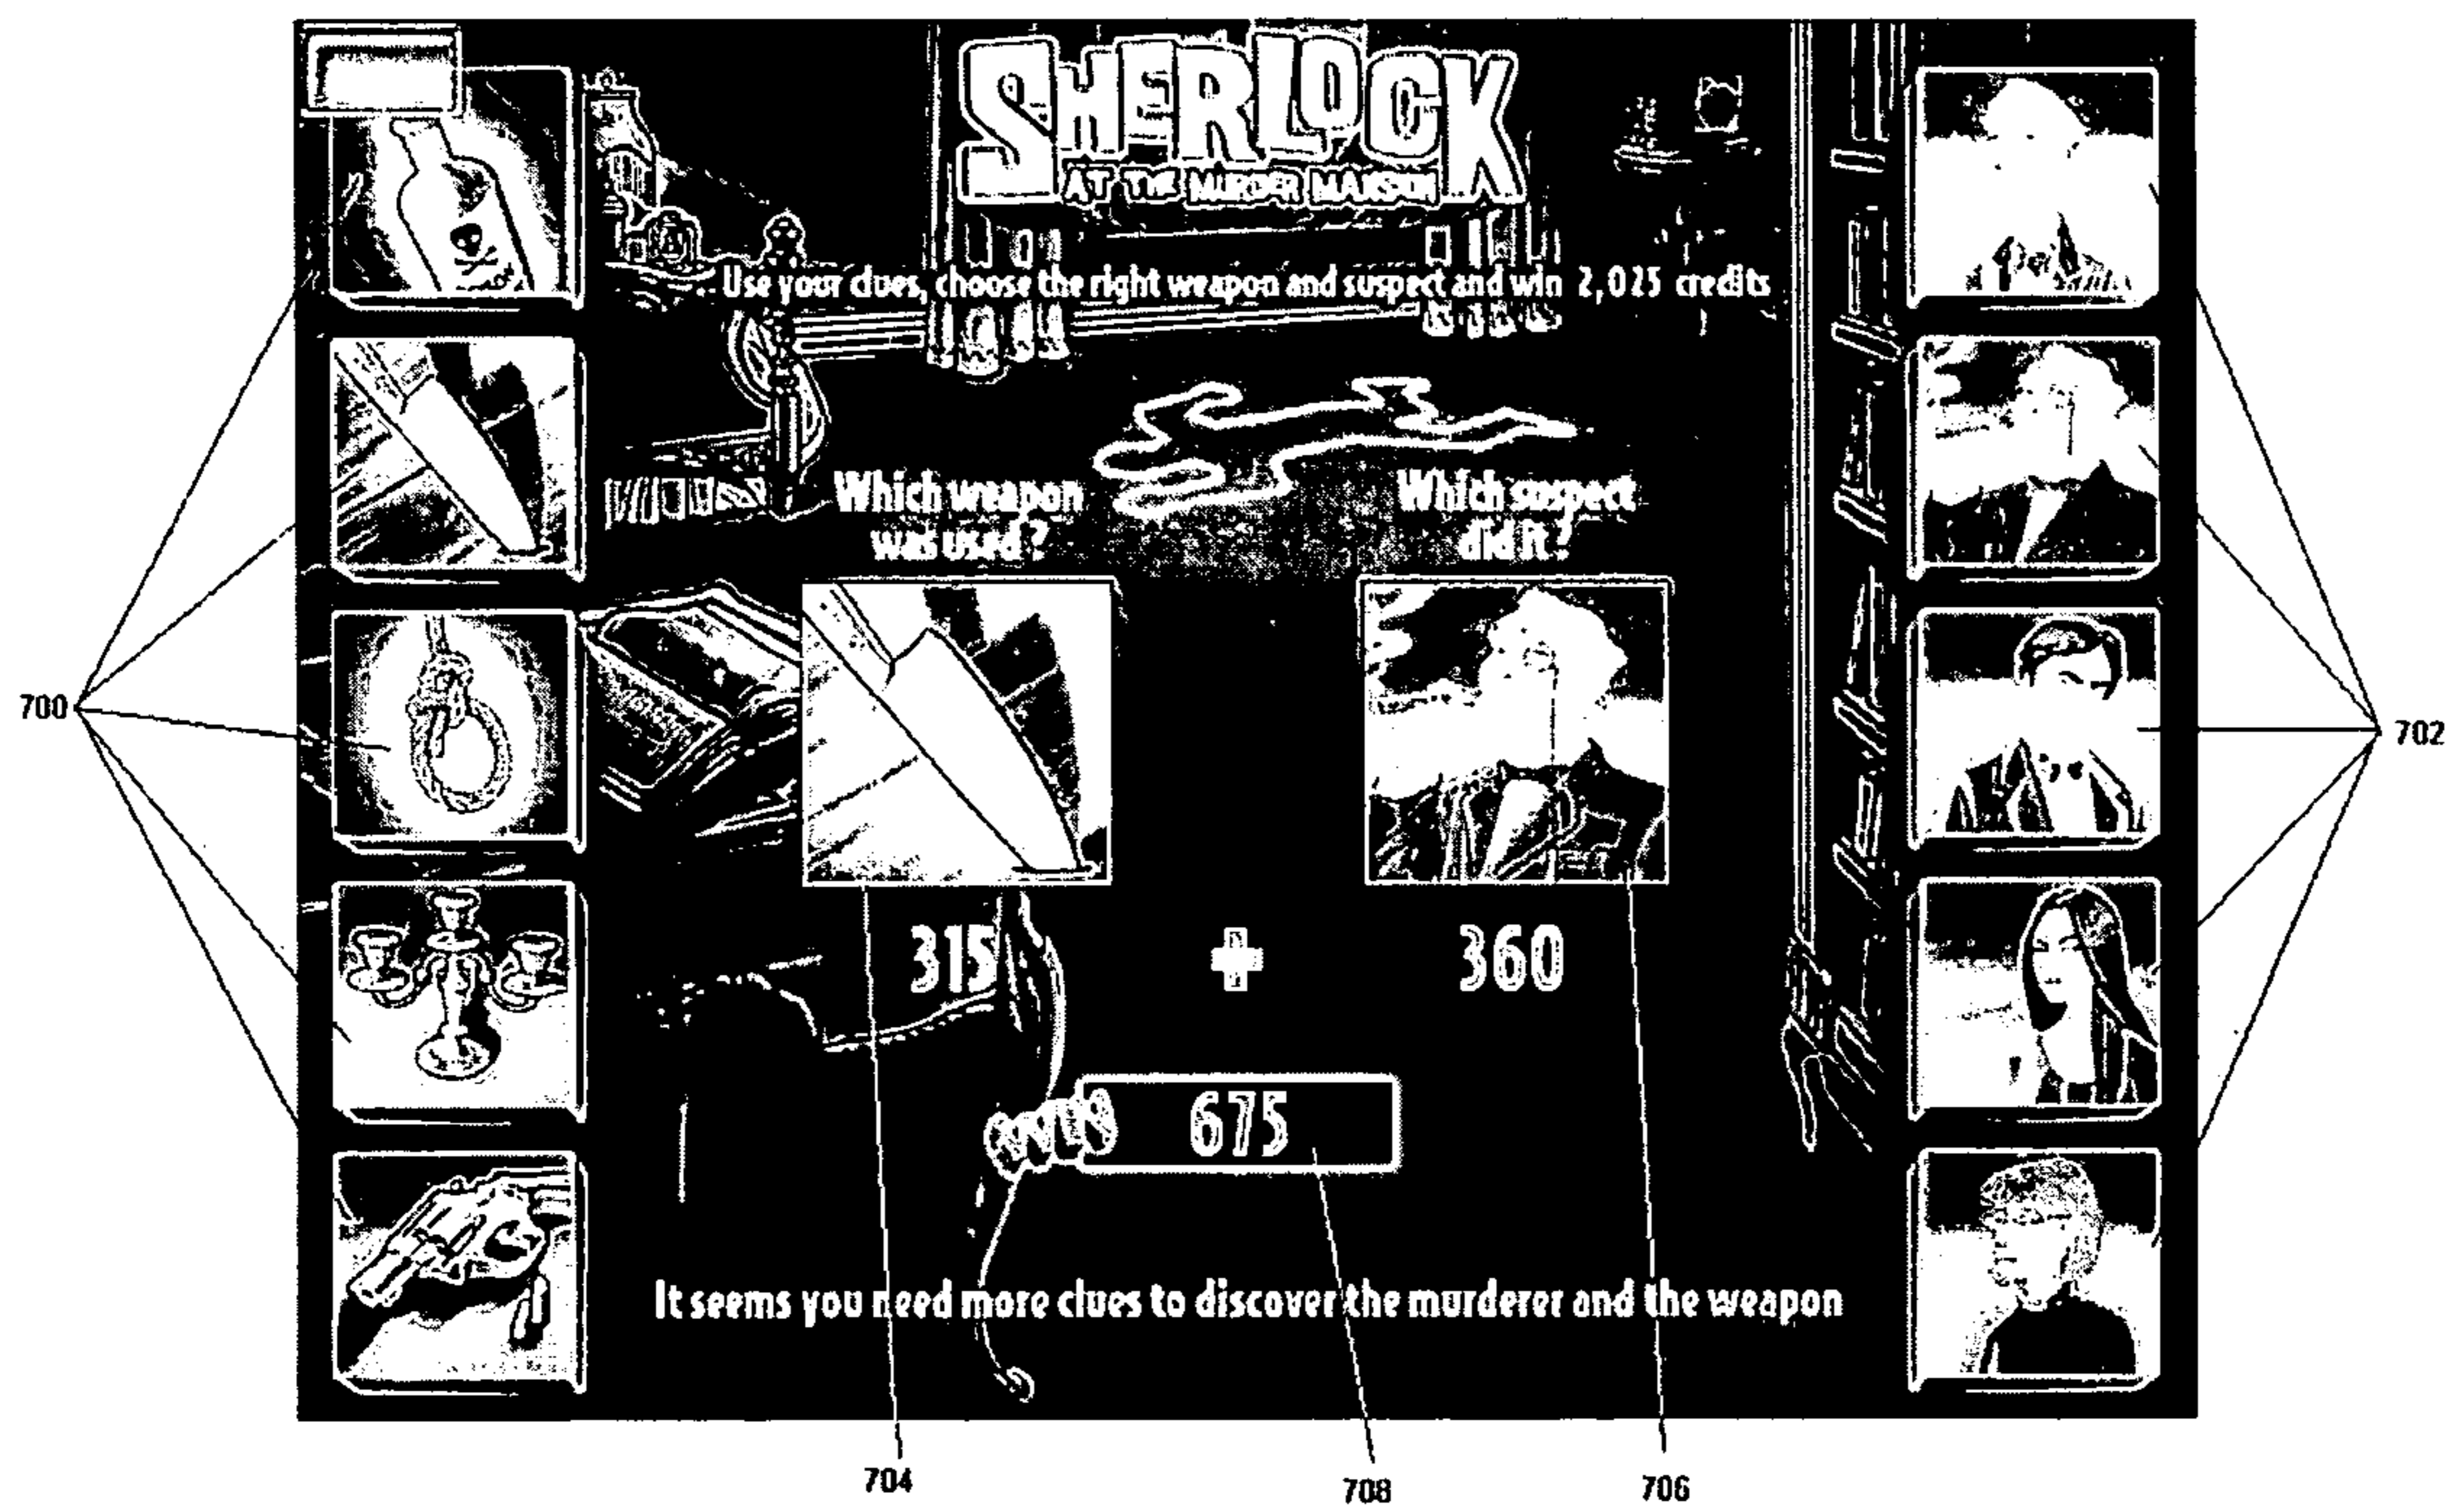 SHERLOCK
AT THE MURDER MANSION
Use your clues, choose the right weapon and suspect and win 2,025 credits
Which weapon
was used?
Which suspect
did it?
700
702
315
+
360
675
It seems you need more clues to discover the murderer and the weapon
704
708
706